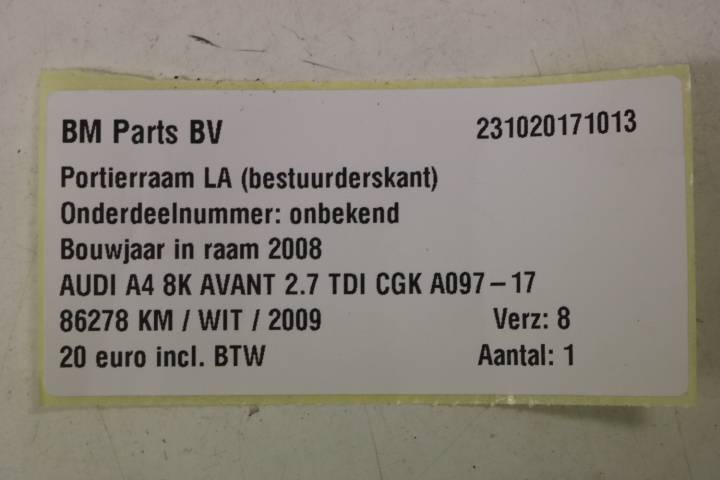 BM Parts BV 231020171013
Portierraam LA (bestuurderskant)
Onderdeelnummer: onbekend
Bouwjaar in raam 2008
AUDI A4 8K AVANT 2.7 TDI CGK A097-17
86278 KM / WIT / 2009 Verz: 8
20 euro incl. BTW Aantal: 1